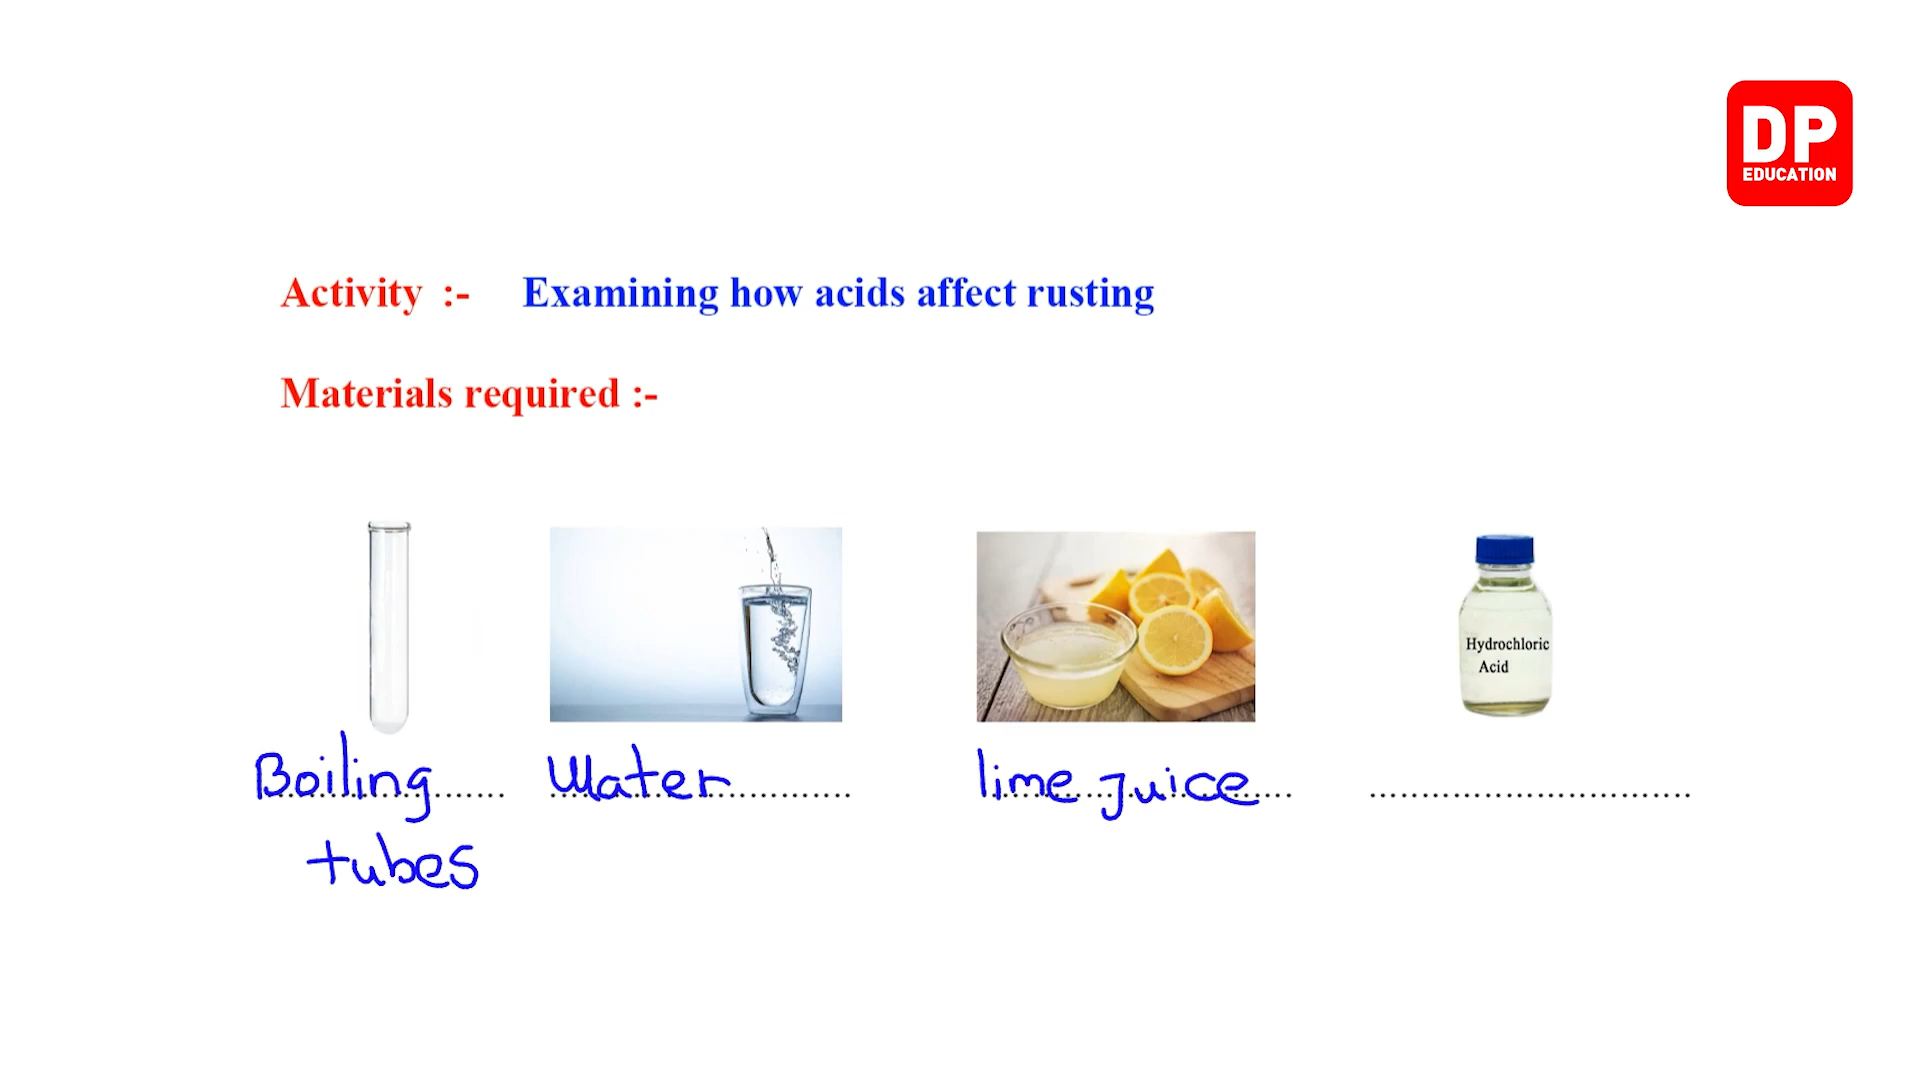 DP
EDUCATION
Activity :- Examining how acids affect rusting
Materials required :-
Hydrochloric
Acid
Boiling ........ Water ........ lime juice ........ ..............................
tubes